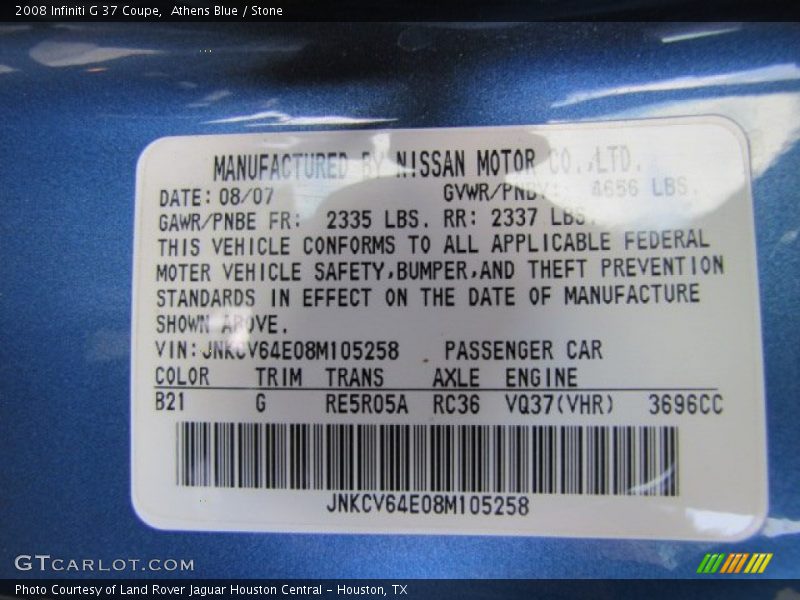 2008 Infiniti G 37 Coupe,  Athens Blue / Stone
MANUFACTURED BY NISSAN MOTOR CO.,LTD.
DATE: 08/07 GVWR/PNBV: 4656 LBS.
GAWR/PNBE FR: 2335 LBS. RR: 2337 LBS.
THIS VEHICLE CONFORMS TO ALL APPLICABLE FEDERAL
MOTER VEHICLE SAFETY,BUMPER,AND THEFT PREVENTION
STANDARDS IN EFFECT ON THE DATE OF MANUFACTURE
SHOWN ABOVE.
VIN: JNKCV64E08M105258 PASSENGER CAR
COLOR TRIM TRANS AXLE ENGINE
B21 G RE5R05A RC36 VQ37(VHR) 3696CC
JNKCV64E08M105258
GTCARLOT.COM
Photo Courtesy of Land Rover Jaguar Houston Central - Houston, TX